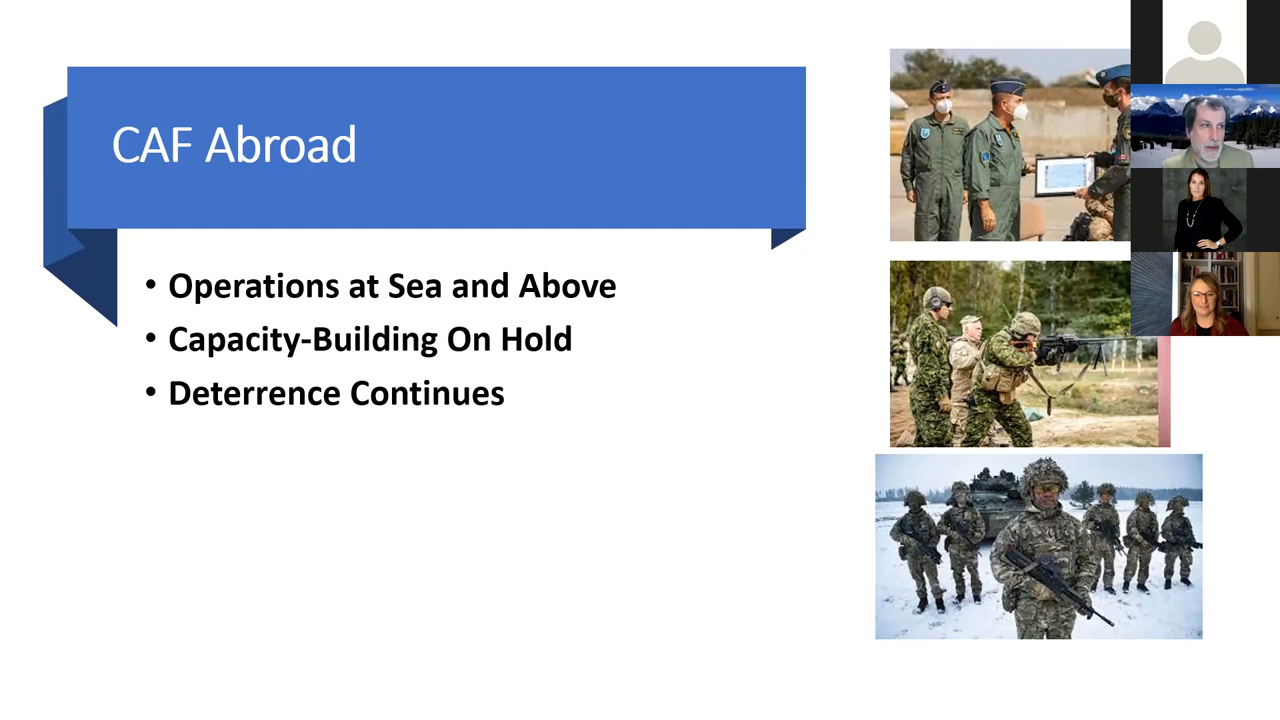 CAF Abroad
• Operations at Sea and Above
• Capacity-Building On Hold
• Deterrence Continues